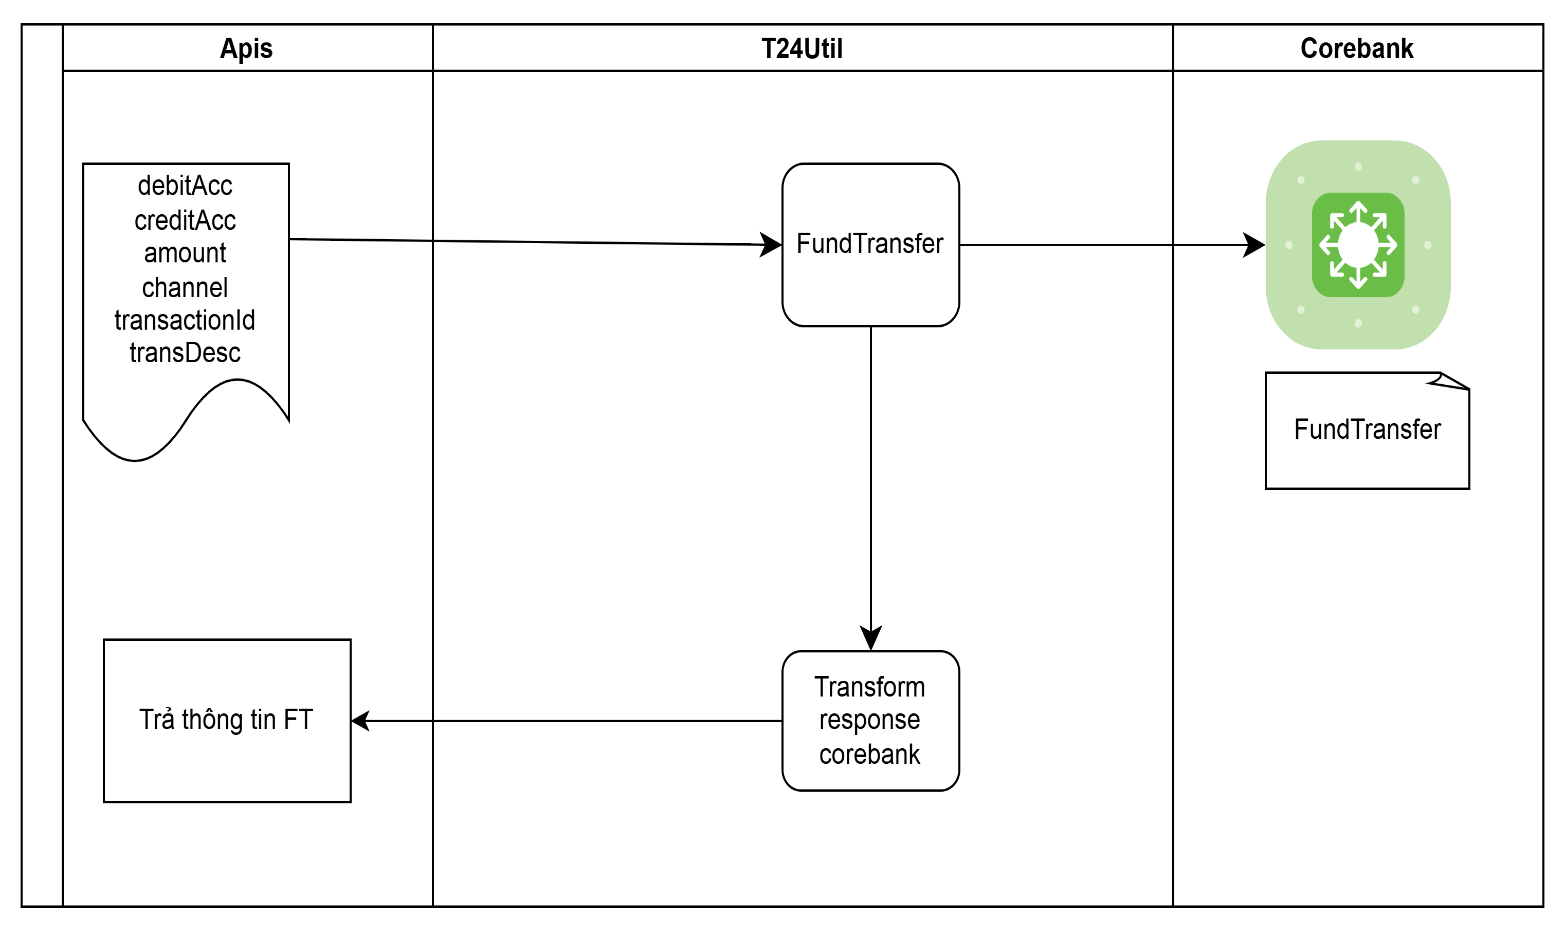 Apis
T24Util
Corebank
debitAcc
creditAcc
amount
channel
transactionId
transDesc
FundTransfer
FundTransfer
Trả thông tin FT
Transform
response
corebank